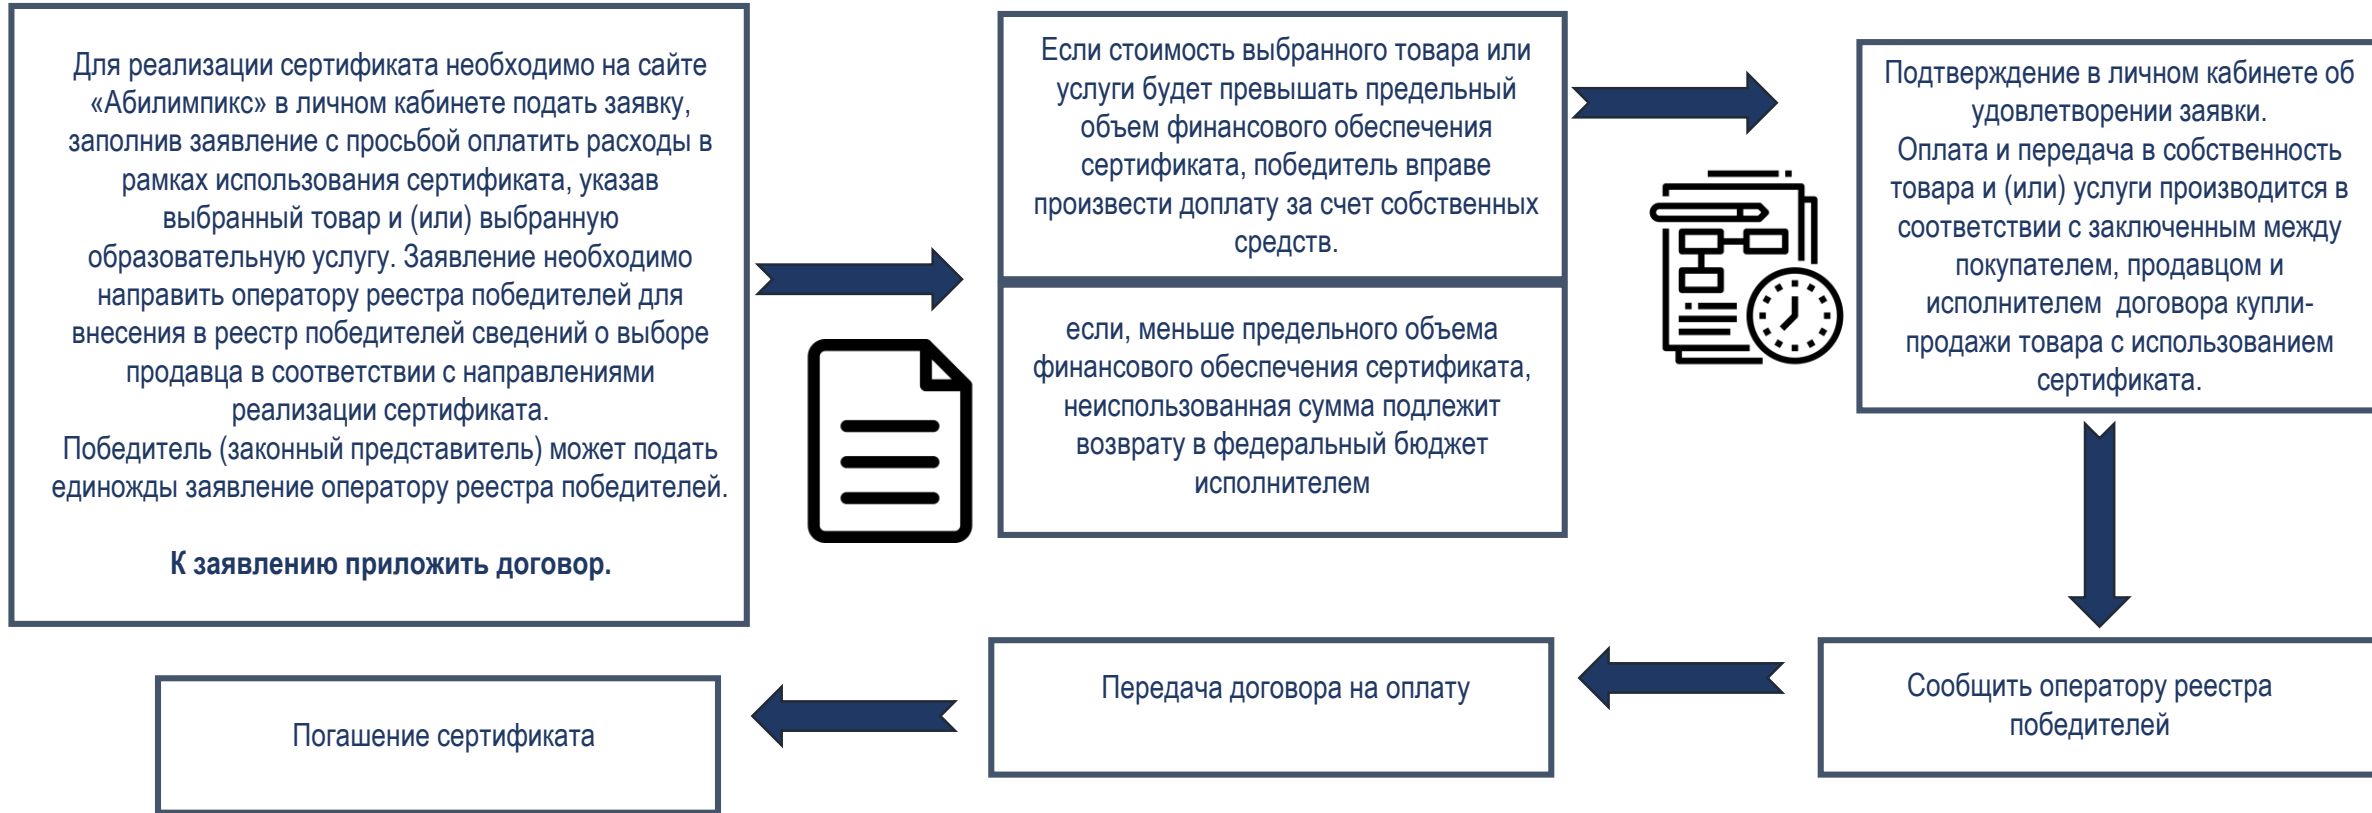 Для реализации сертификата необходимо на сайте
«Абилимпикс» в личном кабинете подать заявку,
заполнив заявление с просьбой оплатить расходы в
рамках использования сертификата, указав
выбранный товар и (или) выбранную
образовательную услугу. Заявление необходимо
направить оператору реестра победителей для
внесения в реестр победителей сведений о выборе
продавца в соответствии с направлениями
реализации сертификата.
Победитель (законный представитель) может подать
единожды заявление оператору реестра победителей.
К заявлению приложить договор.
Если стоимость выбранного товара или
услуги будет превышать предельный
объем финансового обеспечения
сертификата, победитель вправе
произвести доплату за счет собственных
средств.
если, меньше предельного объема
финансового обеспечения сертификата,
неиспользованная сумма подлежит
возврату в федеральный бюджет
исполнителем
Подтверждение в личном кабинете об
удовлетворении заявки.
Оплата и передача в собственность
товара и (или) услуги производится в
соответствии с заключенным между
покупателем, продавцом и
исполнителем договора купли-
продажи товара с использованием
сертификата.
Сообщить оператору реестра
победителей
Передача договора на оплату
Погашение сертификата